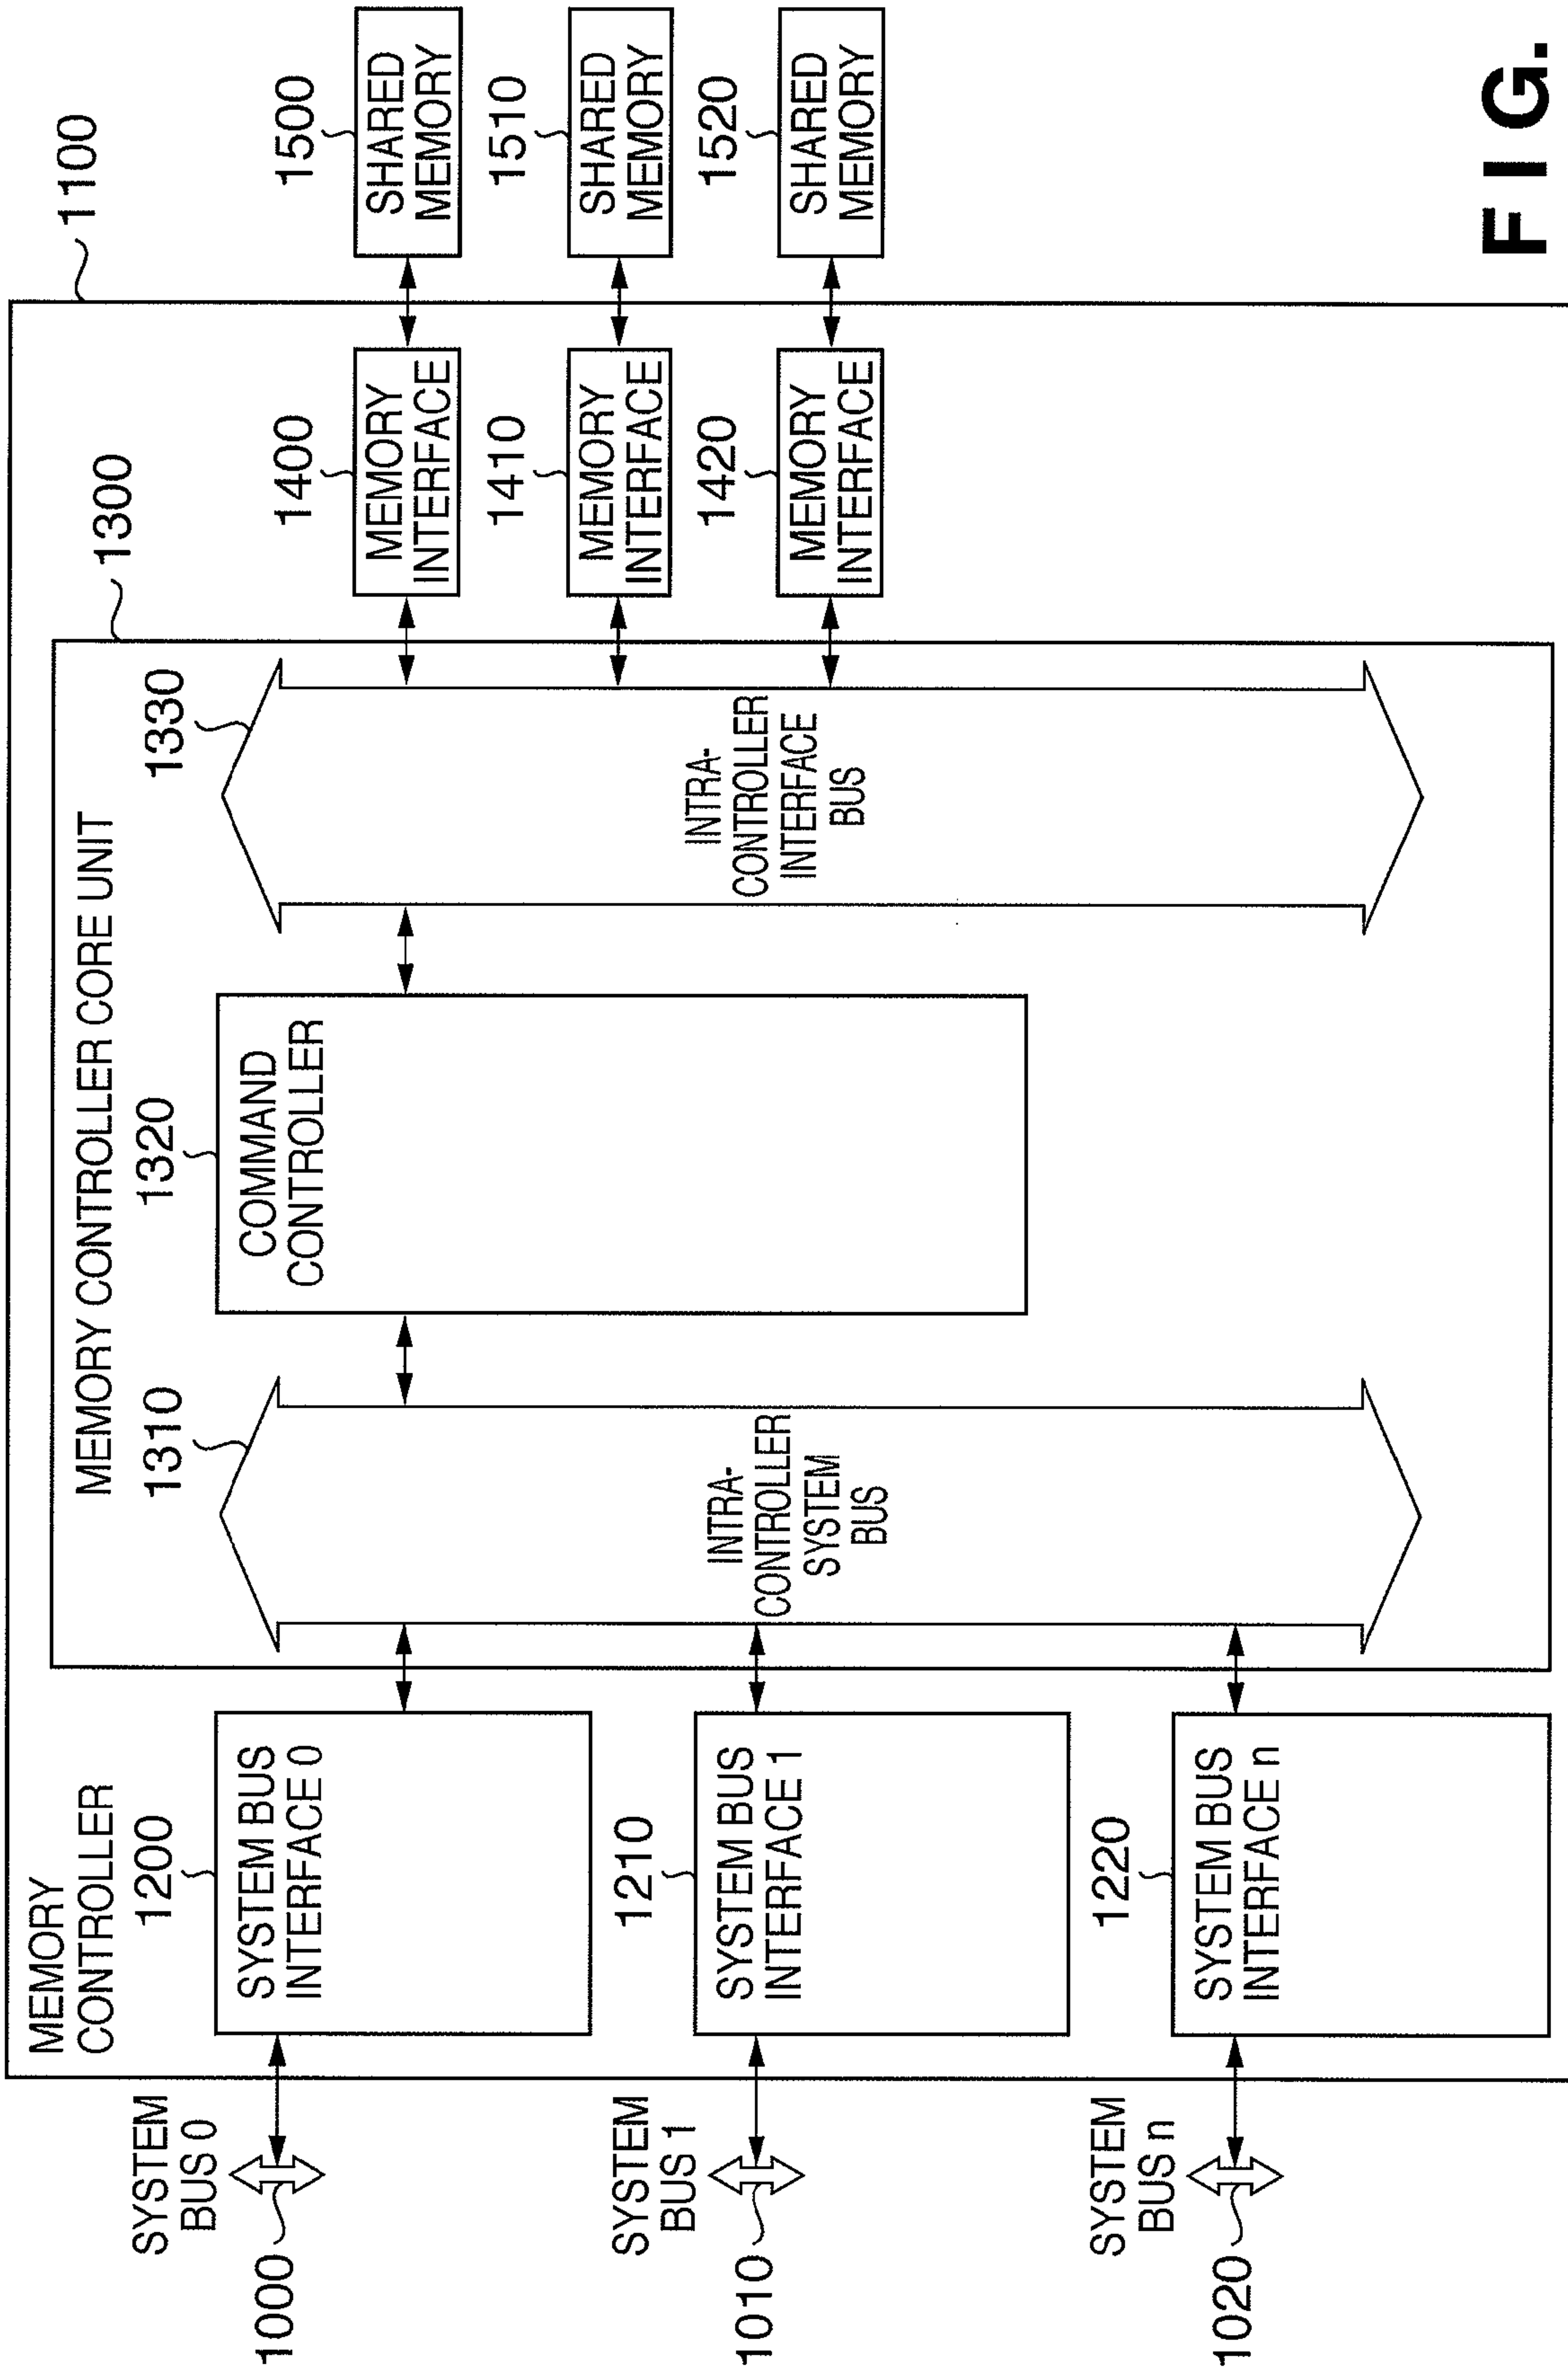 1100
MEMORY
CONTROLLER
1300
MEMORY CONTROLLER CORE UNIT
SYSTEM
BUS 0
1000
1200
SYSTEM BUS
INTERFACE 0
1310
INTRA-
CONTROLLER
SYSTEM
BUS
1320
COMMAND
CONTROLLER
1330
INTRA-
CONTROLLER
INTERFACE
BUS
1400
MEMORY
INTERFACE
1500
SHARED
MEMORY
1410
MEMORY
INTERFACE
1510
SHARED
MEMORY
1420
MEMORY
INTERFACE
1520
SHARED
MEMORY
SYSTEM
BUS 1
1010
1210
SYSTEM BUS
INTERFACE 1
SYSTEM
BUS n
1020
1220
SYSTEM BUS
INTERFACE n
FIG.